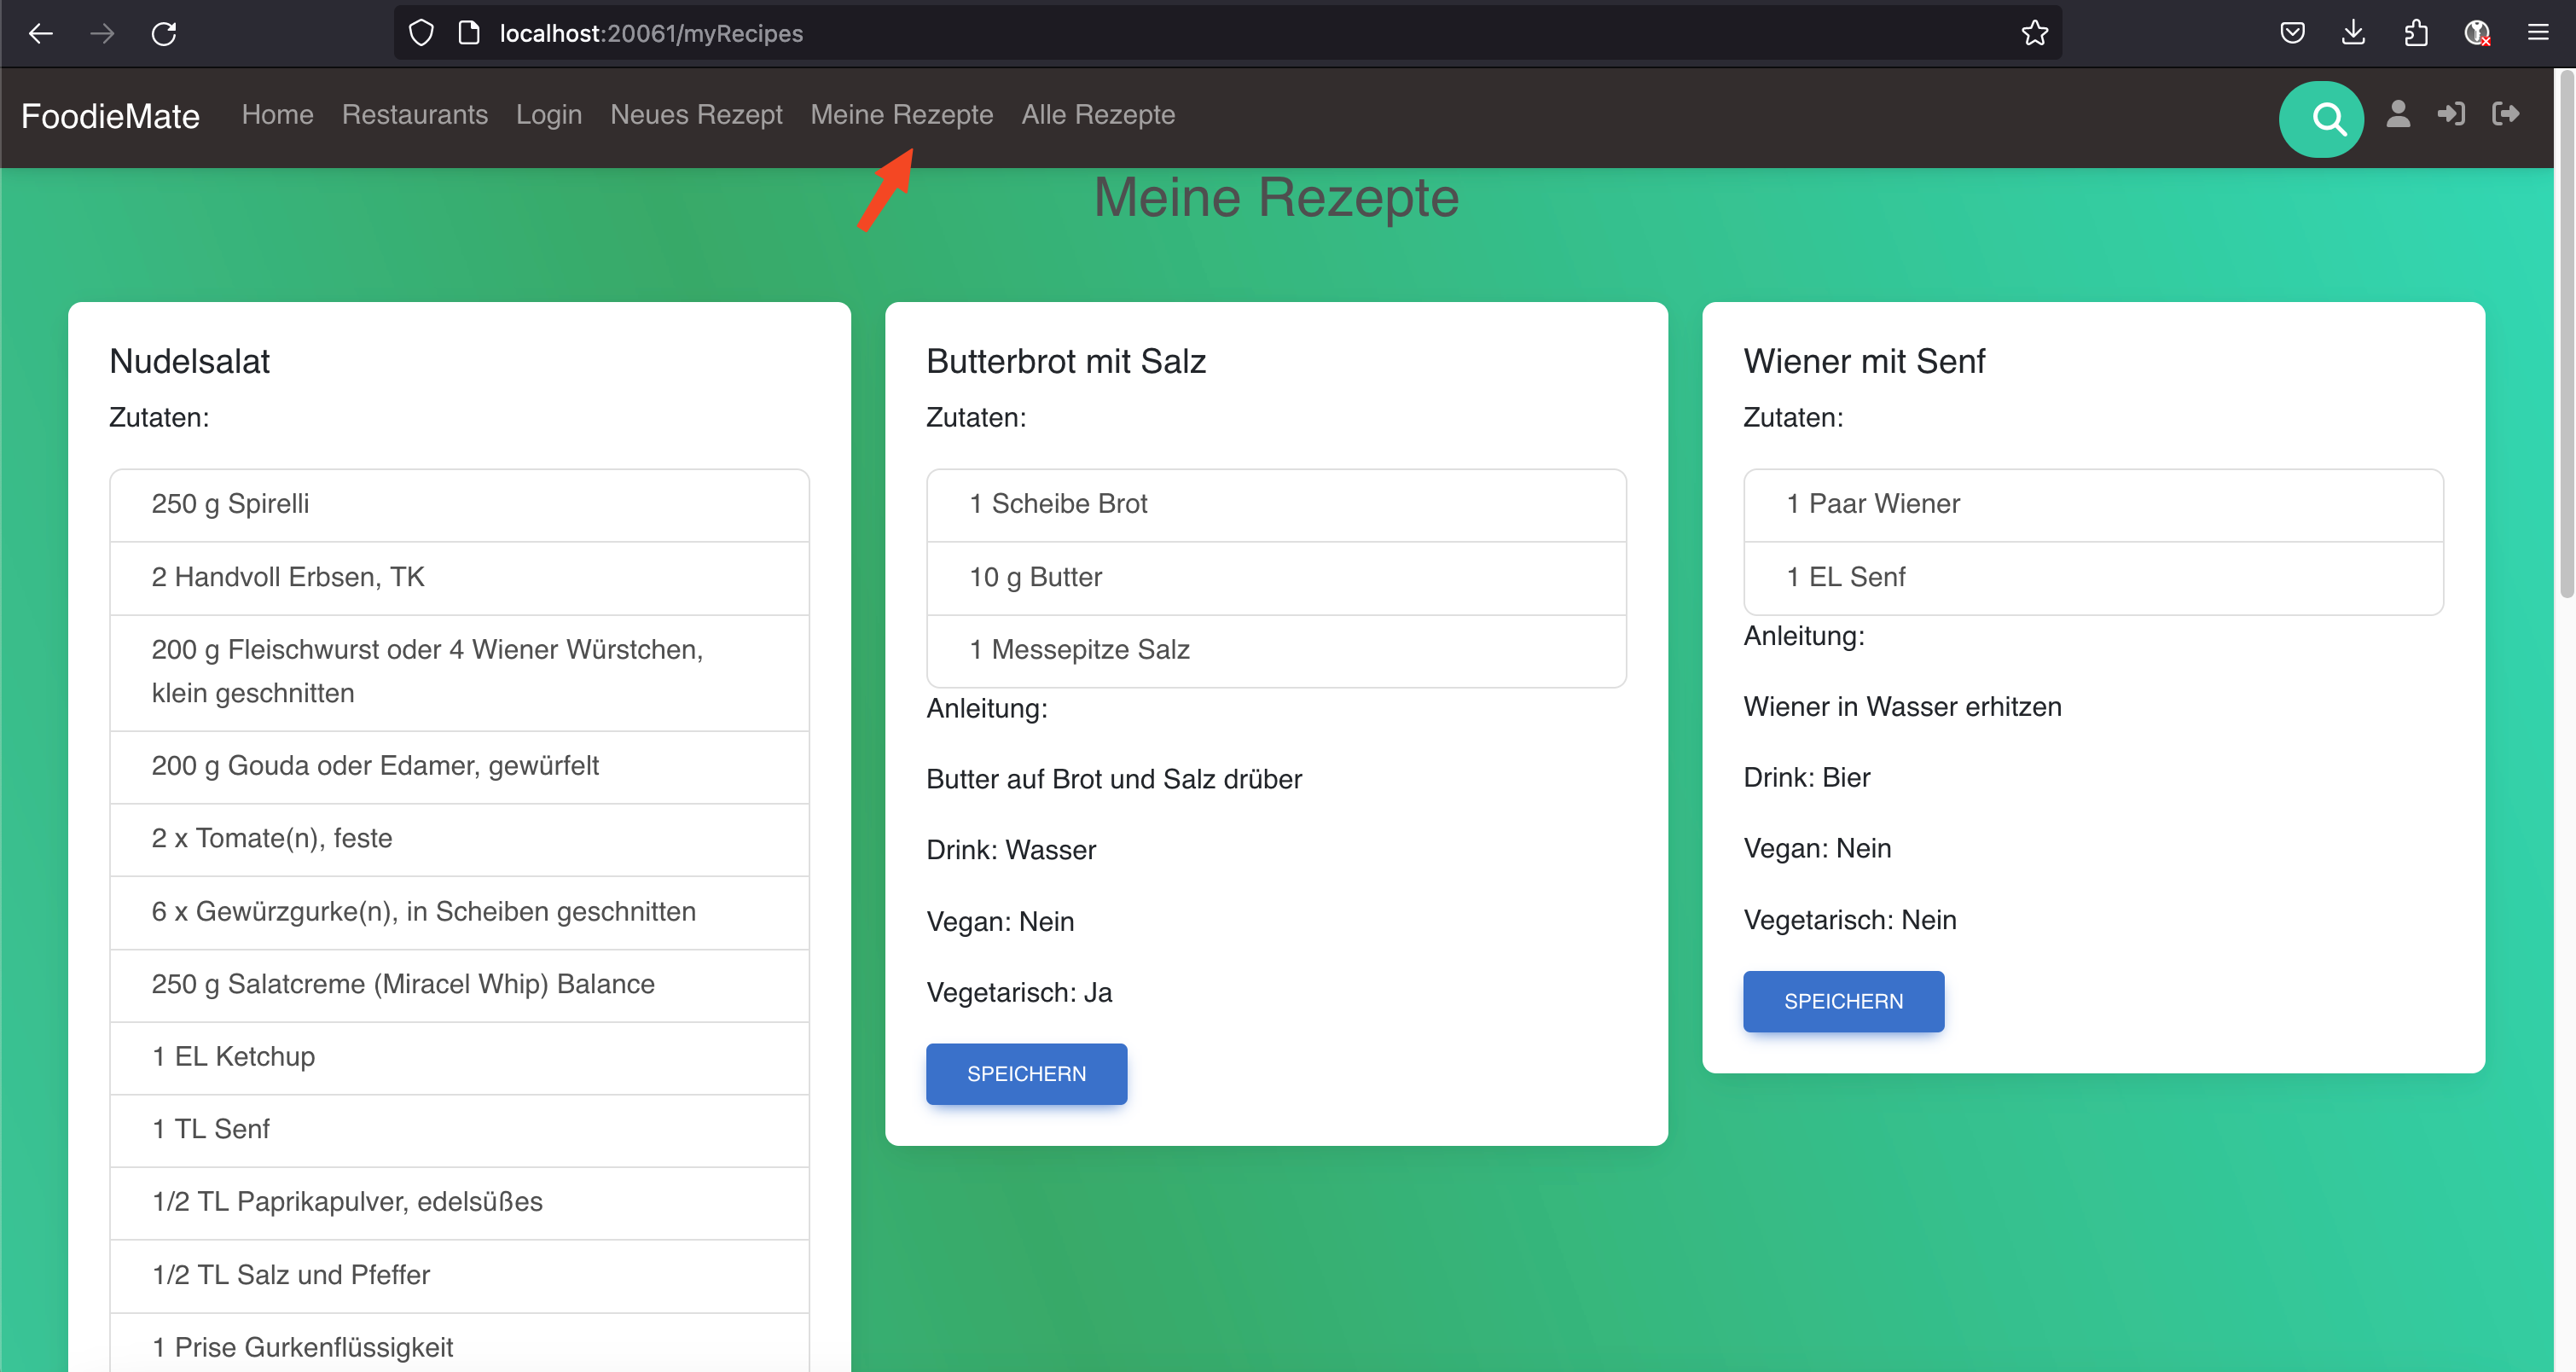 localhost:20061/myRecipes
FoodieMate Home Restaurants Login Neues Rezept Meine Rezepte Alle Rezepte
Meine Rezepte
Nudelsalat
Zutaten:
250 g Spirelli
2 Handvoll Erbsen, TK
200 g Fleischwurst oder 4 Wiener Würstchen,
klein geschnitten
200 g Gouda oder Edamer, gewürfelt
2 x Tomate(n), feste
6 x Gewürzgurke(n), in Scheiben geschnitten
250 g Salatcreme (Miracel Whip) Balance
1 EL Ketchup
1 TL Senf
1/2 TL Paprikapulver, edelsüßes
1/2 TL Salz und Pfeffer
1 Prise Gurkenflüssigkeit
Butterbrot mit Salz
Zutaten:
1 Scheibe Brot
10 g Butter
1 Messepitze Salz
Anleitung:
Butter auf Brot und Salz drüber
Drink: Wasser
Vegan: Nein
Vegetarisch: Ja
SPEICHERN
Wiener mit Senf
Zutaten:
1 Paar Wiener
1 EL Senf
Anleitung:
Wiener in Wasser erhitzen
Drink: Bier
Vegan: Nein
Vegetarisch: Nein
SPEICHERN